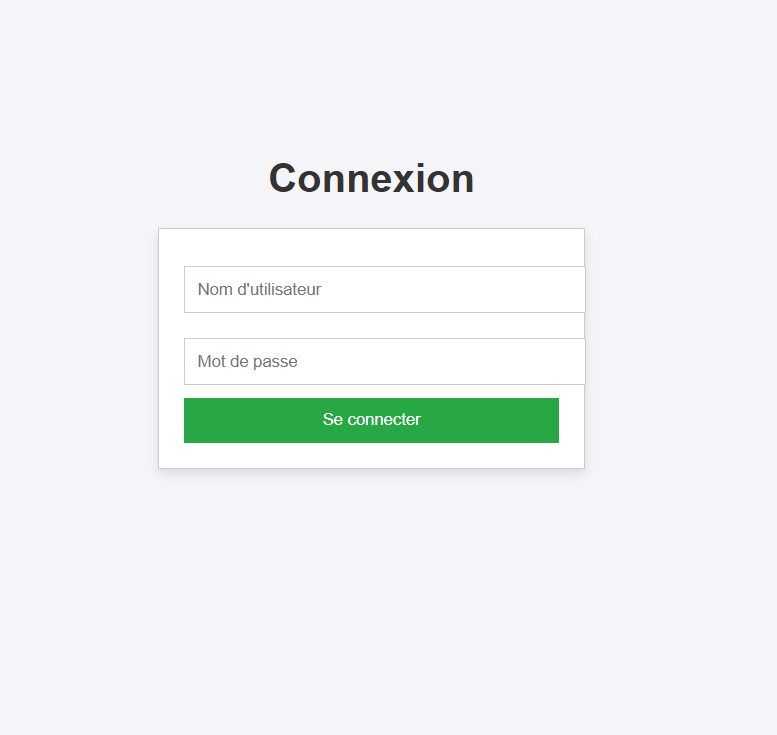 Connexion
Nom d'utilisateur
Mot de passe
Se connecter